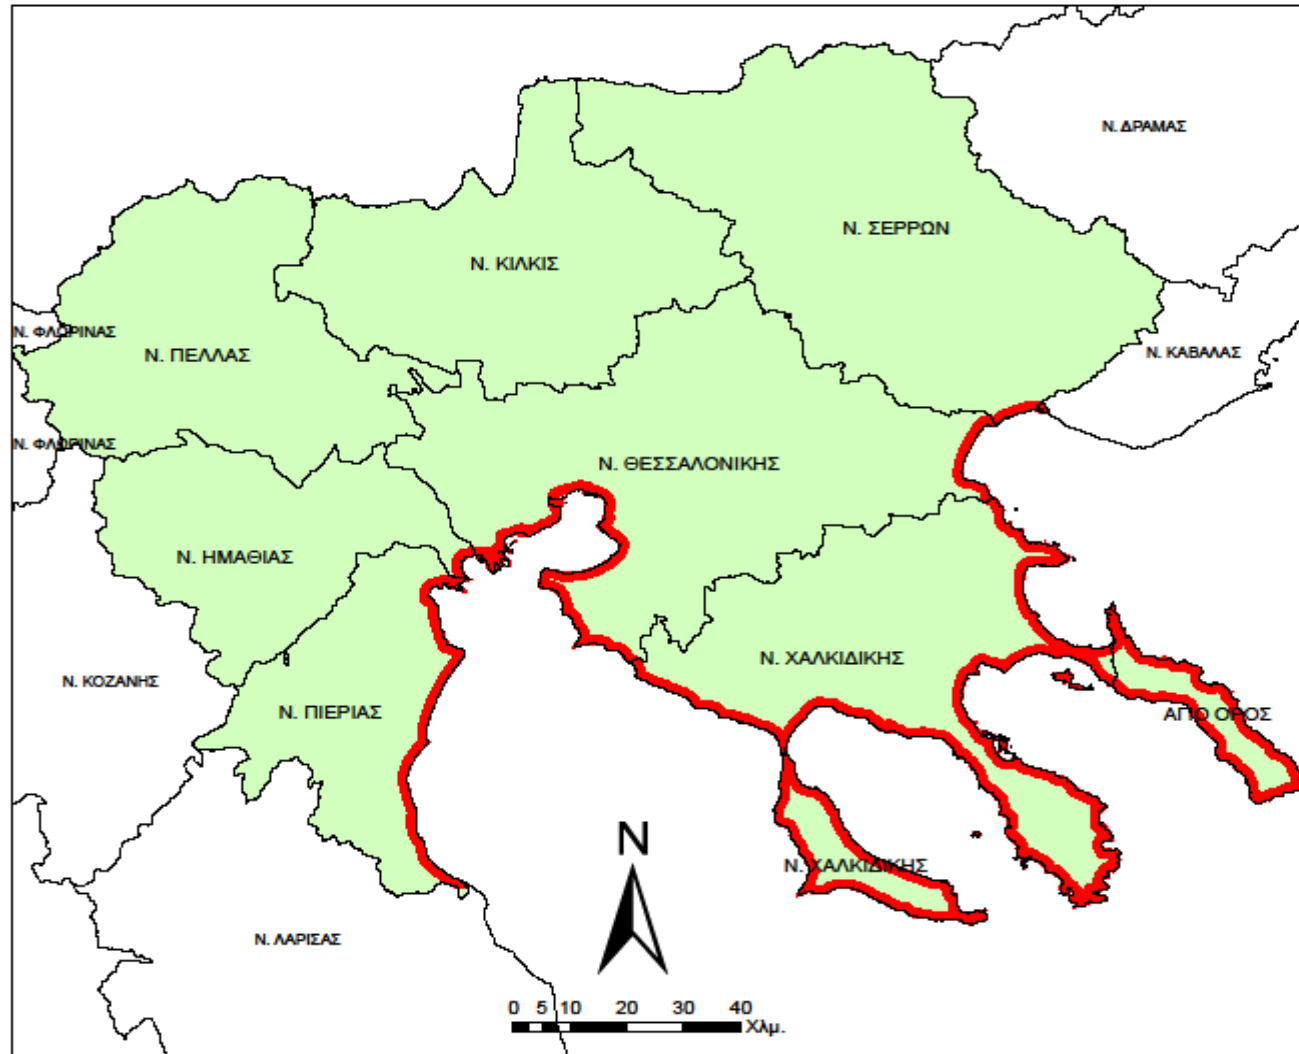 Ν. ΔΡΑΜΑΣ
Ν. ΣΕΡΡΩΝ
Ν. ΚΙΛΚΙΣ
Ν. ΦΛΩΡΙΝΑΣ
Ν. ΠΕΛΛΑΣ
Ν. ΚΑΒΑΛΑΣ
Ν. ΦΛΩΡΙΝΑΣ
Ν. ΘΕΣΣΑΛΟΝΙΚΗΣ
Ν. ΗΜΑΘΙΑΣ
Ν. ΧΑΛΚΙΔΙΚΗΣ
Ν. ΚΟΖΑΝΗΣ
Ν. ΠΙΕΡΙΑΣ
ΑΓΙΟ ΟΡΟΣ
Ν. ΧΑΛΚΙΔΙΚΗΣ
N
Ν. ΛΑΡΙΣΑΣ
0 5 10 20 30 40
Χλμ.